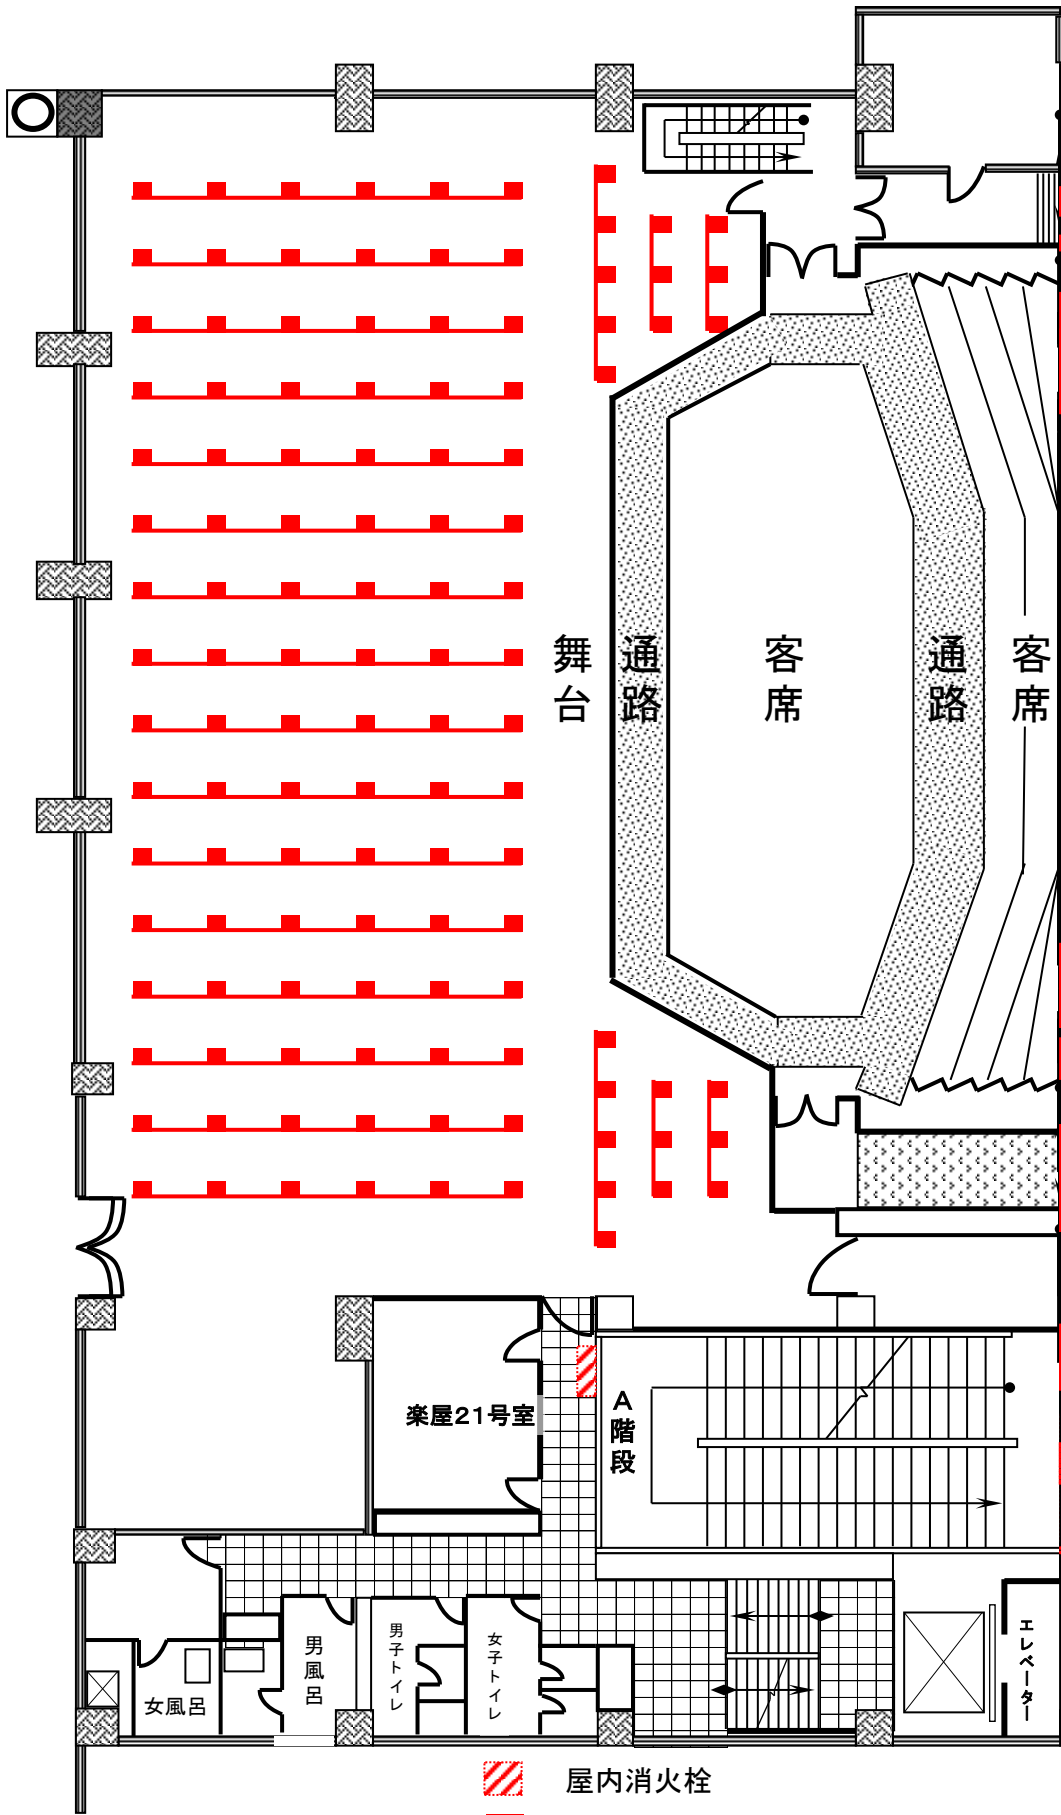 舞台
通路
客席
通路
客席
楽屋21号室
A階段
男風呂
男子トイレ
女子トイレ
エレベーター
女風呂
屋内消火栓